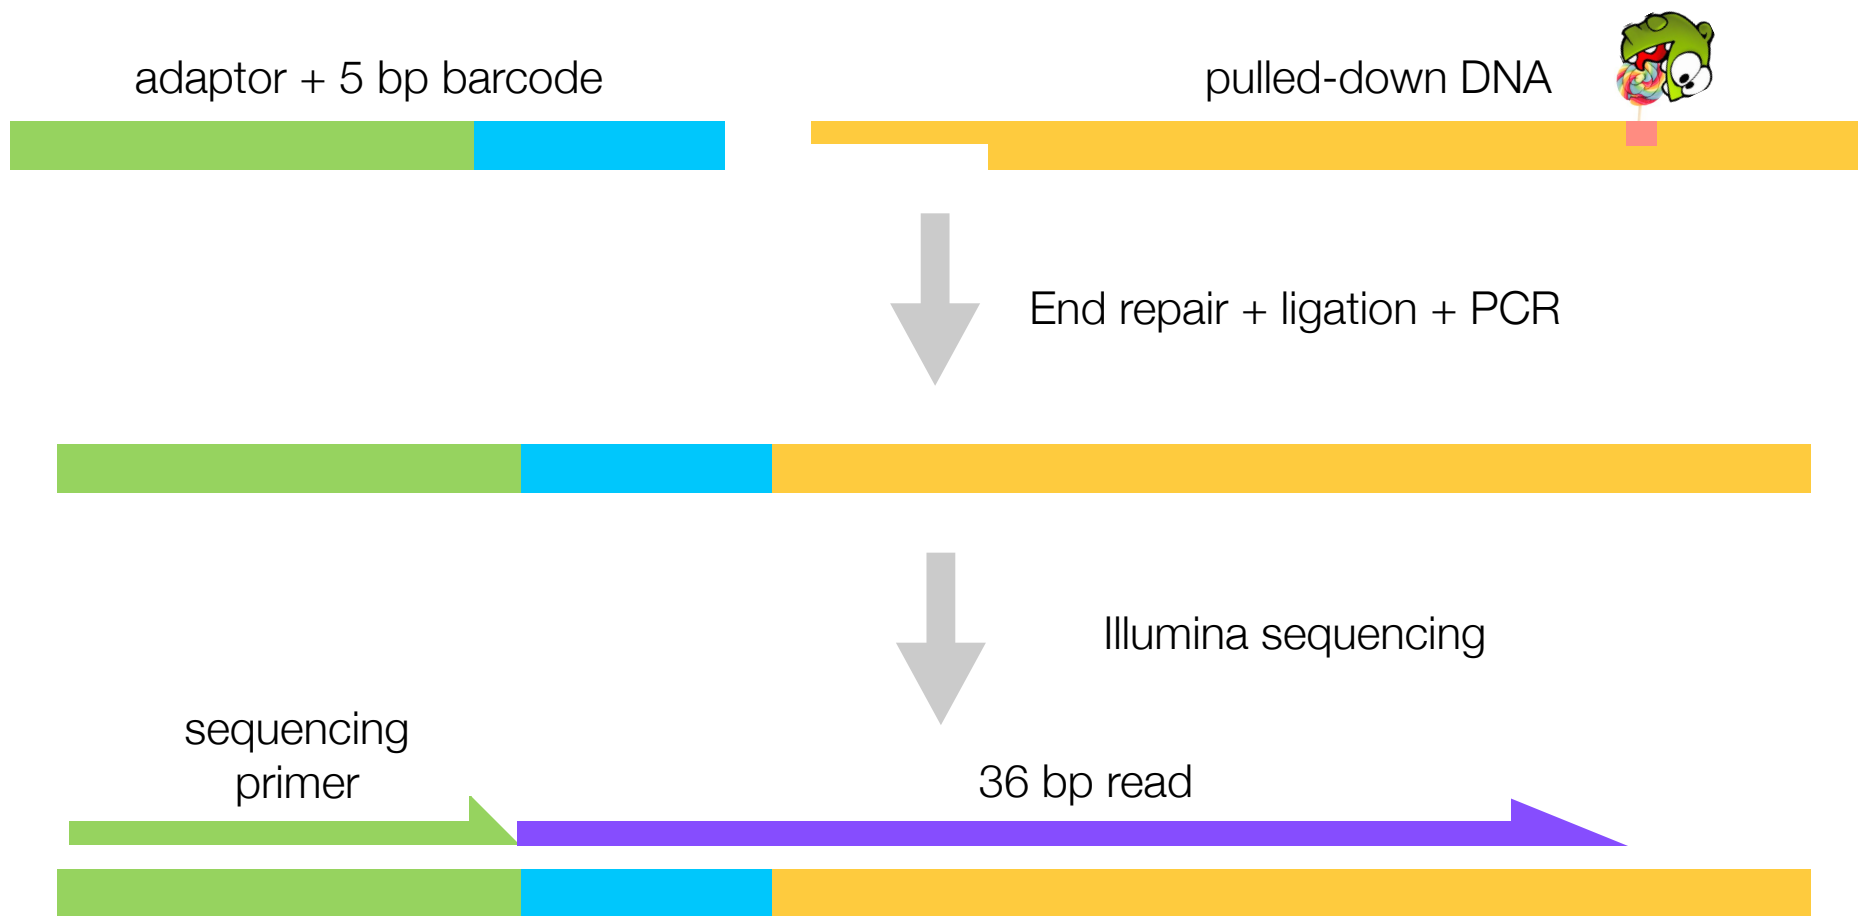 adaptor + 5 bp barcode
pulled-down DNA
End repair + ligation + PCR
Illumina sequencing
sequencing
primer
36 bp read